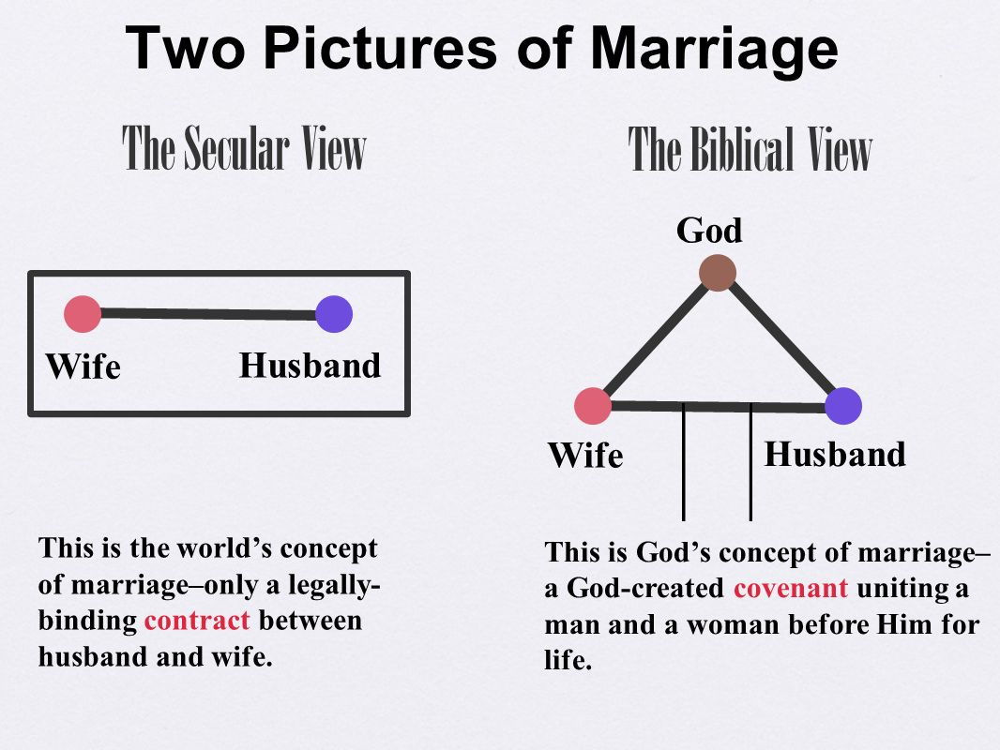 Two Pictures of Marriage
The Secular View
The Biblical View
God
Wife
Husband
Wife
Husband
This is the world’s concept
of marriage–only a legally-
binding contract between
husband and wife.
This is God’s concept of marriage–
a God-created covenant uniting a
man and a woman before Him for
life.